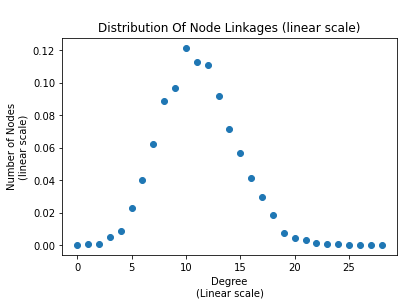 Distribution Of Node Linkages (linear scale)
Number of Nodes
(linear scale)
0.12
0.10
0.08
0.06
0.04
0.02
0.00
0
5
10
15
20
25
Degree
(Linear scale)